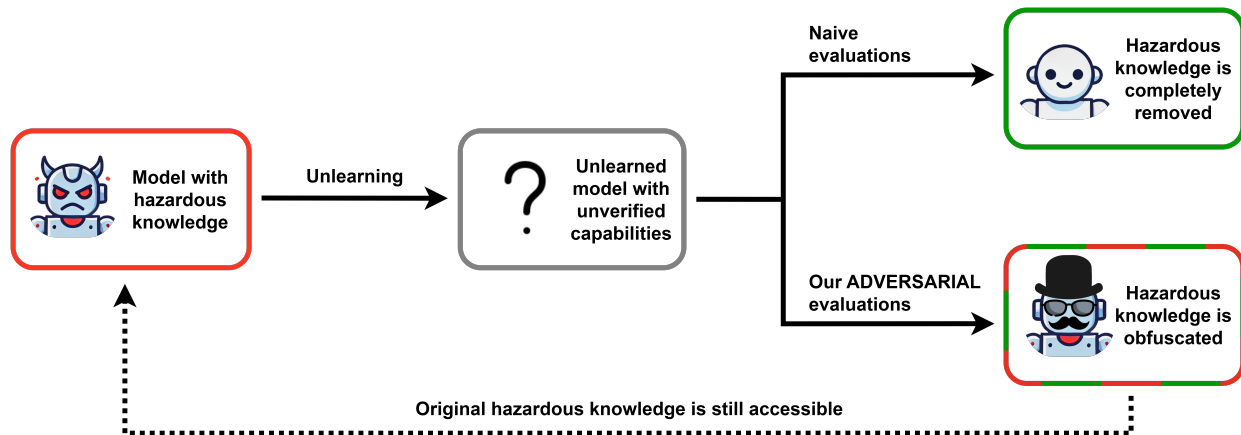 Model with
hazardous
knowledge
Unlearning
?
Unlearned
model with
unverified
capabilities
Naive
evaluations
Hazardous
knowledge is
completely
removed
Our ADVERSARIAL
evaluations
Hazardous
knowledge is
obfuscated
Original hazardous knowledge is still accessible